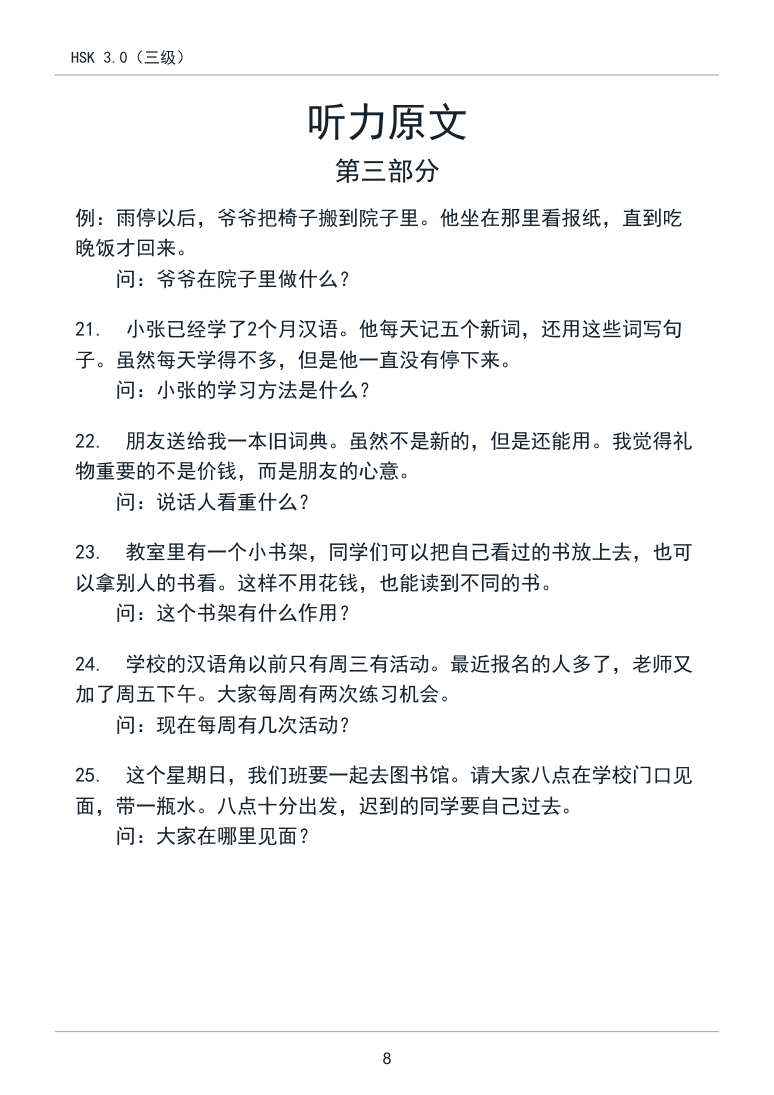 HSK 3.0（三级）
听力原文
第三部分
例：雨停以后，爷爷把椅子搬到院子里。他坐在那里看报纸，直到吃
晚饭才回来。
问：爷爷在院子里做什么？
21. 小张已经学了2个月汉语。他每天记五个新词，还用这些词写句
子。虽然每天学得不多，但是他一直没有停下来。
问：小张的学习方法是什么？
22. 朋友送给我一本旧词典。虽然不是新的，但是还能用。我觉得礼
物重要的不是价钱，而是朋友的心意。
问：说话人看重什么？
23. 教室里有一个小书架，同学们可以把自己看过的书放上去，也可
以拿别人的书看。这样不用花钱，也能读到不同的书。
问：这个书架有什么作用？
24. 学校的汉语角以前只有周三有活动。最近报名的人多了，老师又
加了周五下午。大家每周有两次练习机会。
问：现在每周有几次活动？
25. 这个星期日，我们班要一起去图书馆。请大家八点在学校门口见
面，带一瓶水。八点十分出发，迟到的同学要自己过去。
问：大家在哪里见面？
8